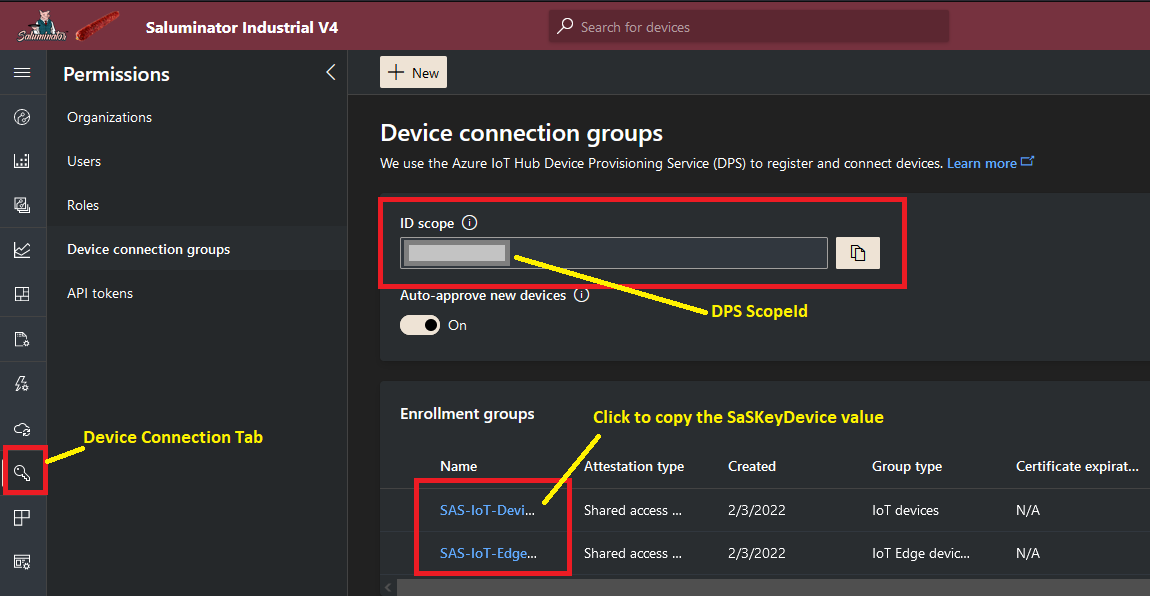 Saluminator
Saluminator Industrial V4
Search for devices
Permissions
Organizations
Users
Roles
Device connection groups
API tokens
Device Connection Tab
New
Device connection groups
We use the Azure IoT Hub Device Provisioning Service (DPS) to register and connect devices. Learn more
ID scope
DPS ScopeId
Auto-approve new devices
On
Enrollment groups
Click to copy the SaSKeyDevice value
Name Attestation type Created Group type Certificate expirat...
SAS-IoT-Devi... Shared access ... 2/3/2022 IoT devices N/A
SAS-IoT-Edge... Shared access ... 2/3/2022 IoT Edge devic... N/A